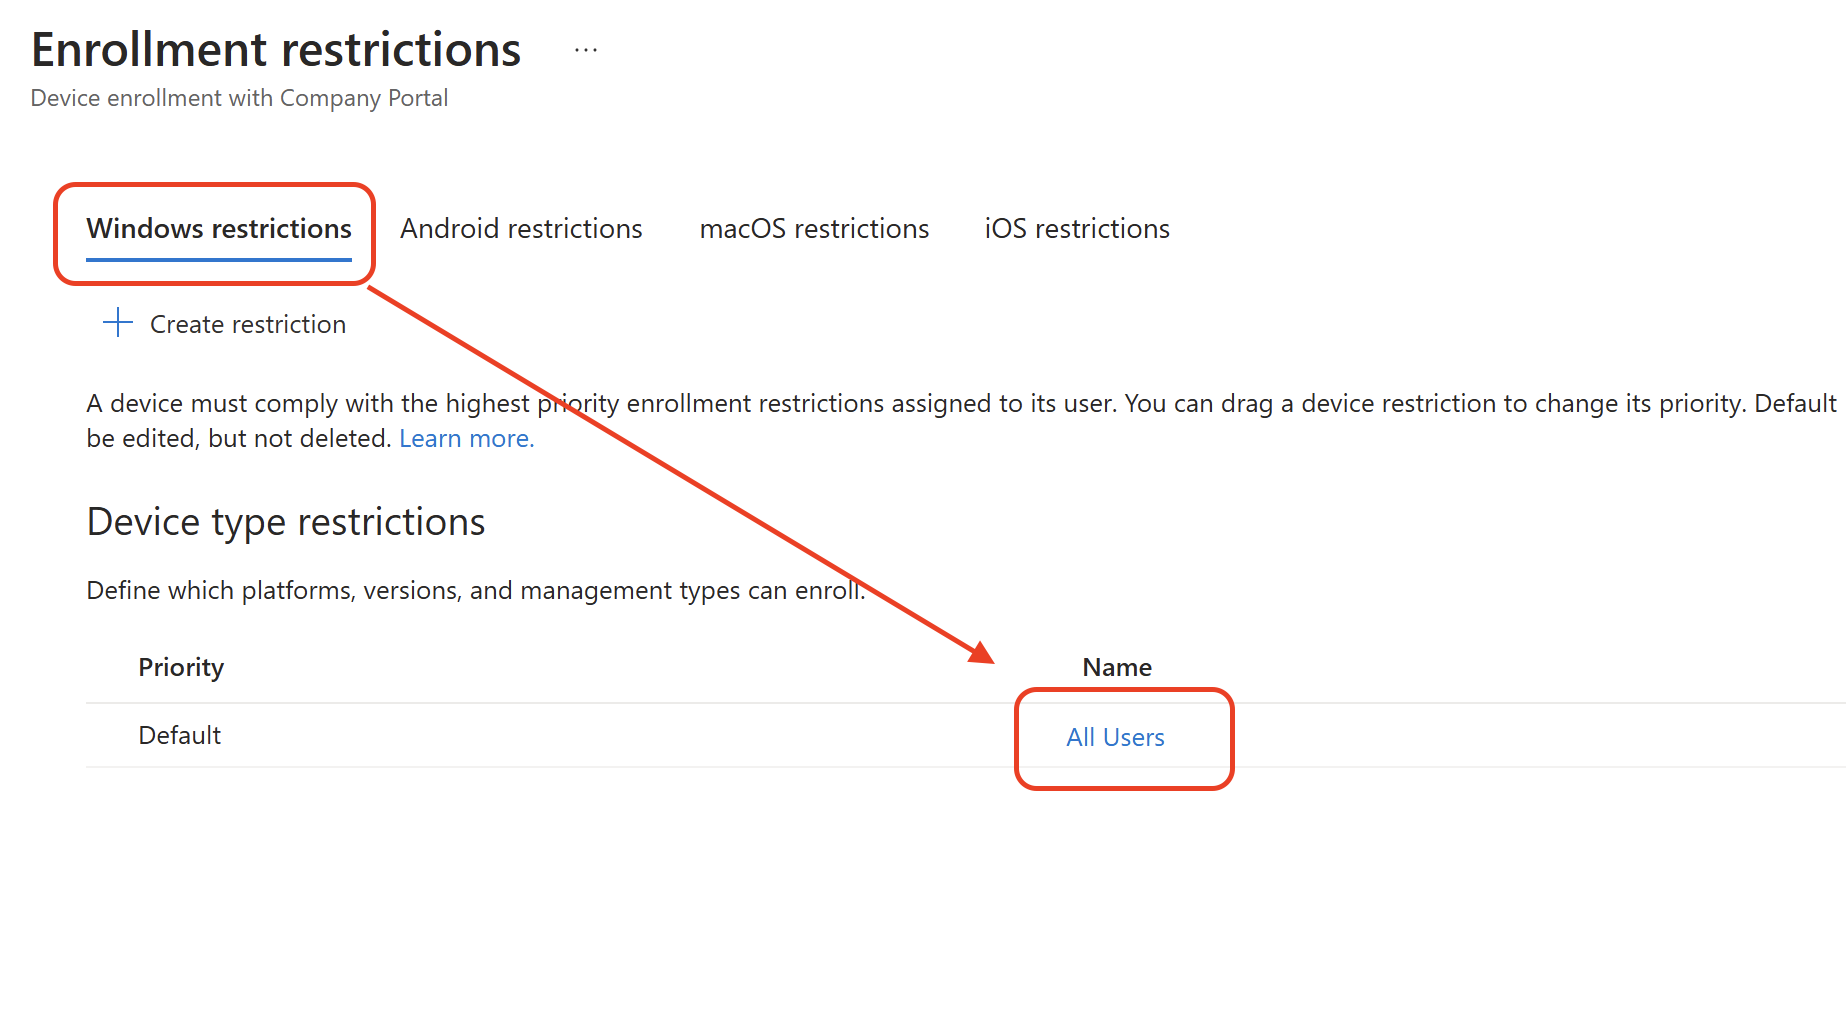 Enrollment restrictions ...
Device enrollment with Company Portal
Windows restrictions Android restrictions macOS restrictions iOS restrictions
Create restriction
A device must comply with the highest priority enrollment restrictions assigned to its user. You can drag a device restriction to change its priority. Default
be edited, but not deleted. Learn more.
Device type restrictions
Define which platforms, versions, and management types can enroll.
Priority Name
Default All Users